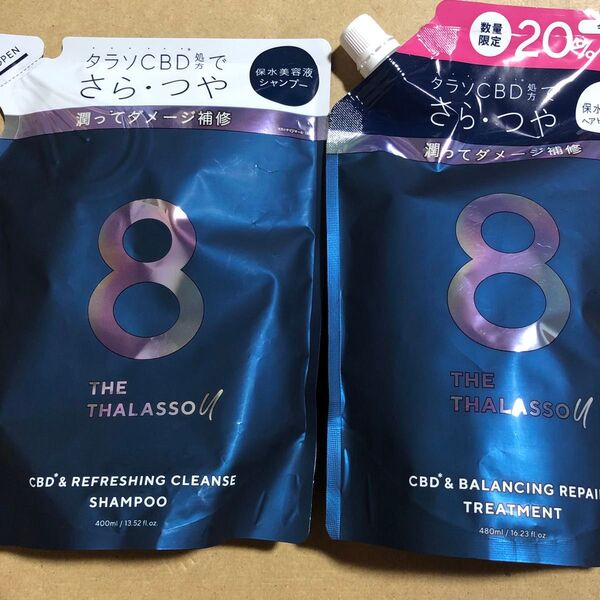 OPEN
タラソCBD処方で
さら・つや
保水美容液
シャンプー
潤ってダメージ補修
8
THE
THALASSO u
CBD* & REFRESHING CLEANSE
SHAMPOO
400ml / 13.52 fl.oz.
数量
限定
20%
タラソCBD処方で
さら・つや
保水
潤ってダメージ補修
8
THE
THALASSO u
CBD* & BALANCING REPAI
TREATMENT
480ml / 16.23 fl.oz.